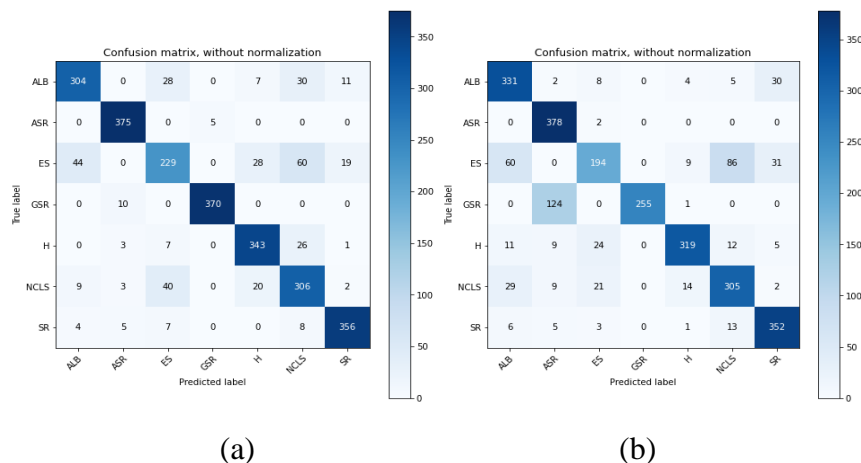 Confusion matrix, without normalization
ALB 304 0 28 0 7 30 11
ASR 0 375 0 5 0 0 0
ES 44 0 229 0 28 60 19
GSR 0 10 0 370 0 0 0
H 0 3 7 0 343 26 1
NCLS 9 3 40 0 20 306 2
SR 4 5 7 0 0 8 356
ALB ASR ES GSR H NCLS SR
True label
Predicted label
350
300
250
200
150
100
50
0
(a)
Confusion matrix, without normalization
ALB 331 2 8 0 4 5 30
ASR 0 378 2 0 0 0 0
ES 60 0 194 0 9 86 31
GSR 0 124 0 255 1 0 0
H 11 9 24 0 319 12 5
NCLS 29 9 21 0 14 305 2
SR 6 5 3 0 1 13 352
ALB ASR ES GSR H NCLS SR
True label
Predicted label
350
300
250
200
150
100
50
0
(b)